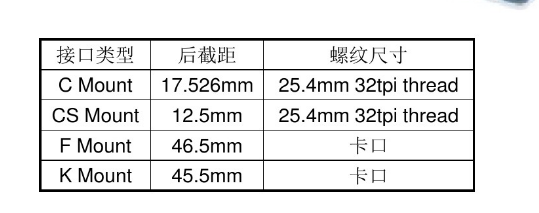 接口类型 后截距 螺纹尺寸
C Mount 17.526mm 25.4mm 32tpi thread
CS Mount 12.5mm 25.4mm 32tpi thread
F Mount 46.5mm 卡口
K Mount 45.5mm 卡口